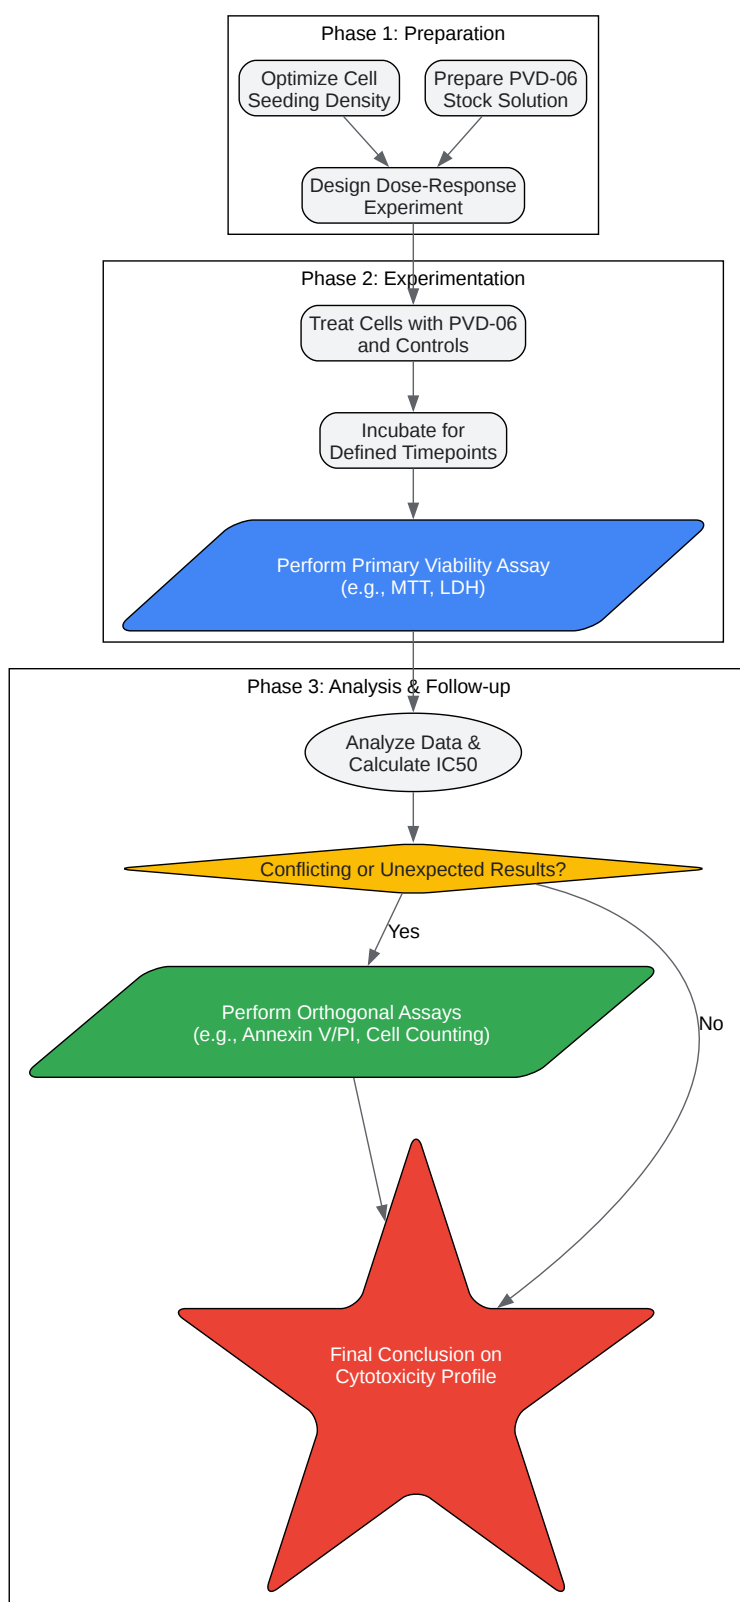 Phase 1: Preparation
Optimize Cell
Seeding Density
Prepare PVD-06
Stock Solution
Design Dose-Response
Experiment
Phase 2: Experimentation
Treat Cells with PVD-06
and Controls
Incubate for
Defined Timepoints
Perform Primary Viability Assay
(e.g., MTT, LDH)
Phase 3: Analysis & Follow-up
Analyze Data &
Calculate IC50
Conflicting or Unexpected Results?
Yes
Perform Orthogonal Assays
(e.g., Annexin V/PI, Cell Counting)
No
Final Conclusion on
Cytotoxicity Profile